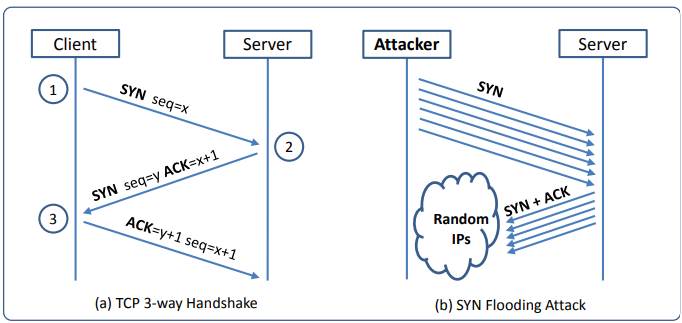 Client
Server
1
SYN seq=x
2
SYN seq=y ACK=x+1
3
ACK=y+1 seq=x+1
(a) TCP 3-way Handshake
Attacker
Server
SYN
SYN + ACK
Random
IPs
(b) SYN Flooding Attack